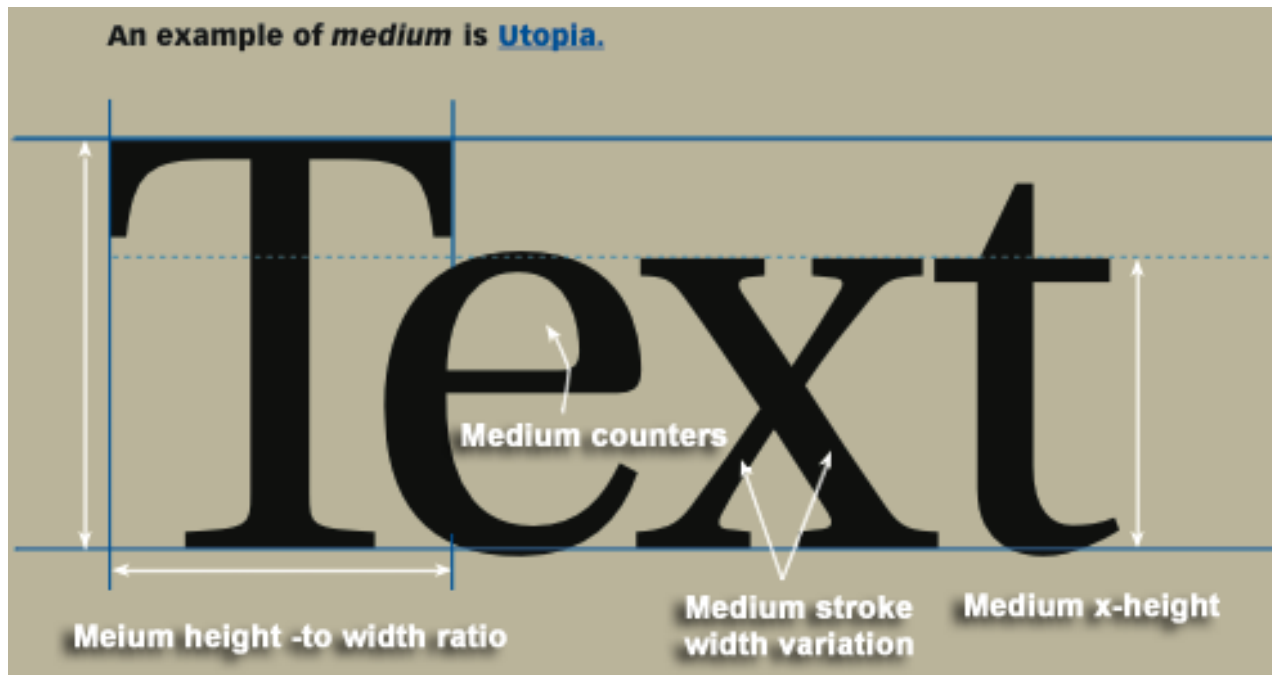 An example of medium is Utopia.
Text
Medium counters
Medium stroke
width variation
Medium x-height
Meium height -to width ratio